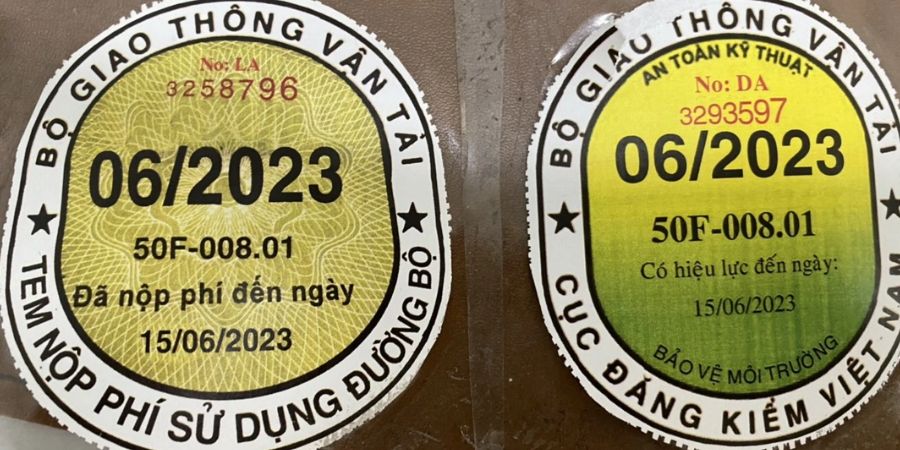 BỘ GIAO THÔNG VẬN TẢI
No: LA
3258796
06/2023
50F-008.01
Đã nộp phí đến ngày
15/06/2023
TEM NỘP PHÍ SỬ DỤNG ĐƯỜNG BỘ
BỘ GIAO THÔNG VẬN TẢI
AN TOÀN KỸ THUẬT
No: DA
3293597
06/2023
50F-008.01
Có hiệu lực đến ngày:
15/06/2023
BẢO VỆ MÔI TRƯỜNG
CỤC ĐĂNG KIỂM VIỆT NAM